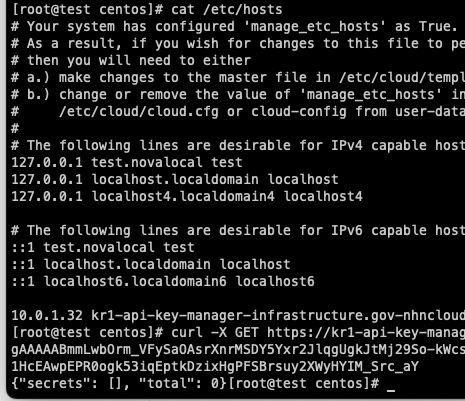 [root@test centos]# cat /etc/hosts
# Your system has configured 'manage_etc_hosts' as True.
# As a result, if you wish for changes to this file to pe
# then you will need to either
# a.) make changes to the master file in /etc/cloud/templ
# b.) change or remove the value of 'manage_etc_hosts' in
#     /etc/cloud/cloud.cfg or cloud-config from user-data
#
# The following lines are desirable for IPv4 capable host
127.0.0.1 test.novalocal test
127.0.0.1 localhost.localdomain localhost
127.0.0.1 localhost4.localdomain4 localhost4
# The following lines are desirable for IPv6 capable host
::1 test.novalocal test
::1 localhost.localdomain localhost
::1 localhost6.localdomain6 localhost6
10.0.1.32 kr1-api-key-manager-infrastructure.gov-nhncloud
[root@test centos]# curl -X GET https://kr1-api-key-manag
gAAAAABmmLwbOrm_VFySaOAsrXnrMSDY5Yxr2JlqgUgkJtMj29So-kWcs
1HcEAwpEPR0ogk53iqEptkDzixHgPFSBrsuy2XWyHYIM_Src_aY
{"secrets": [], "total": 0}[root@test centos]# _